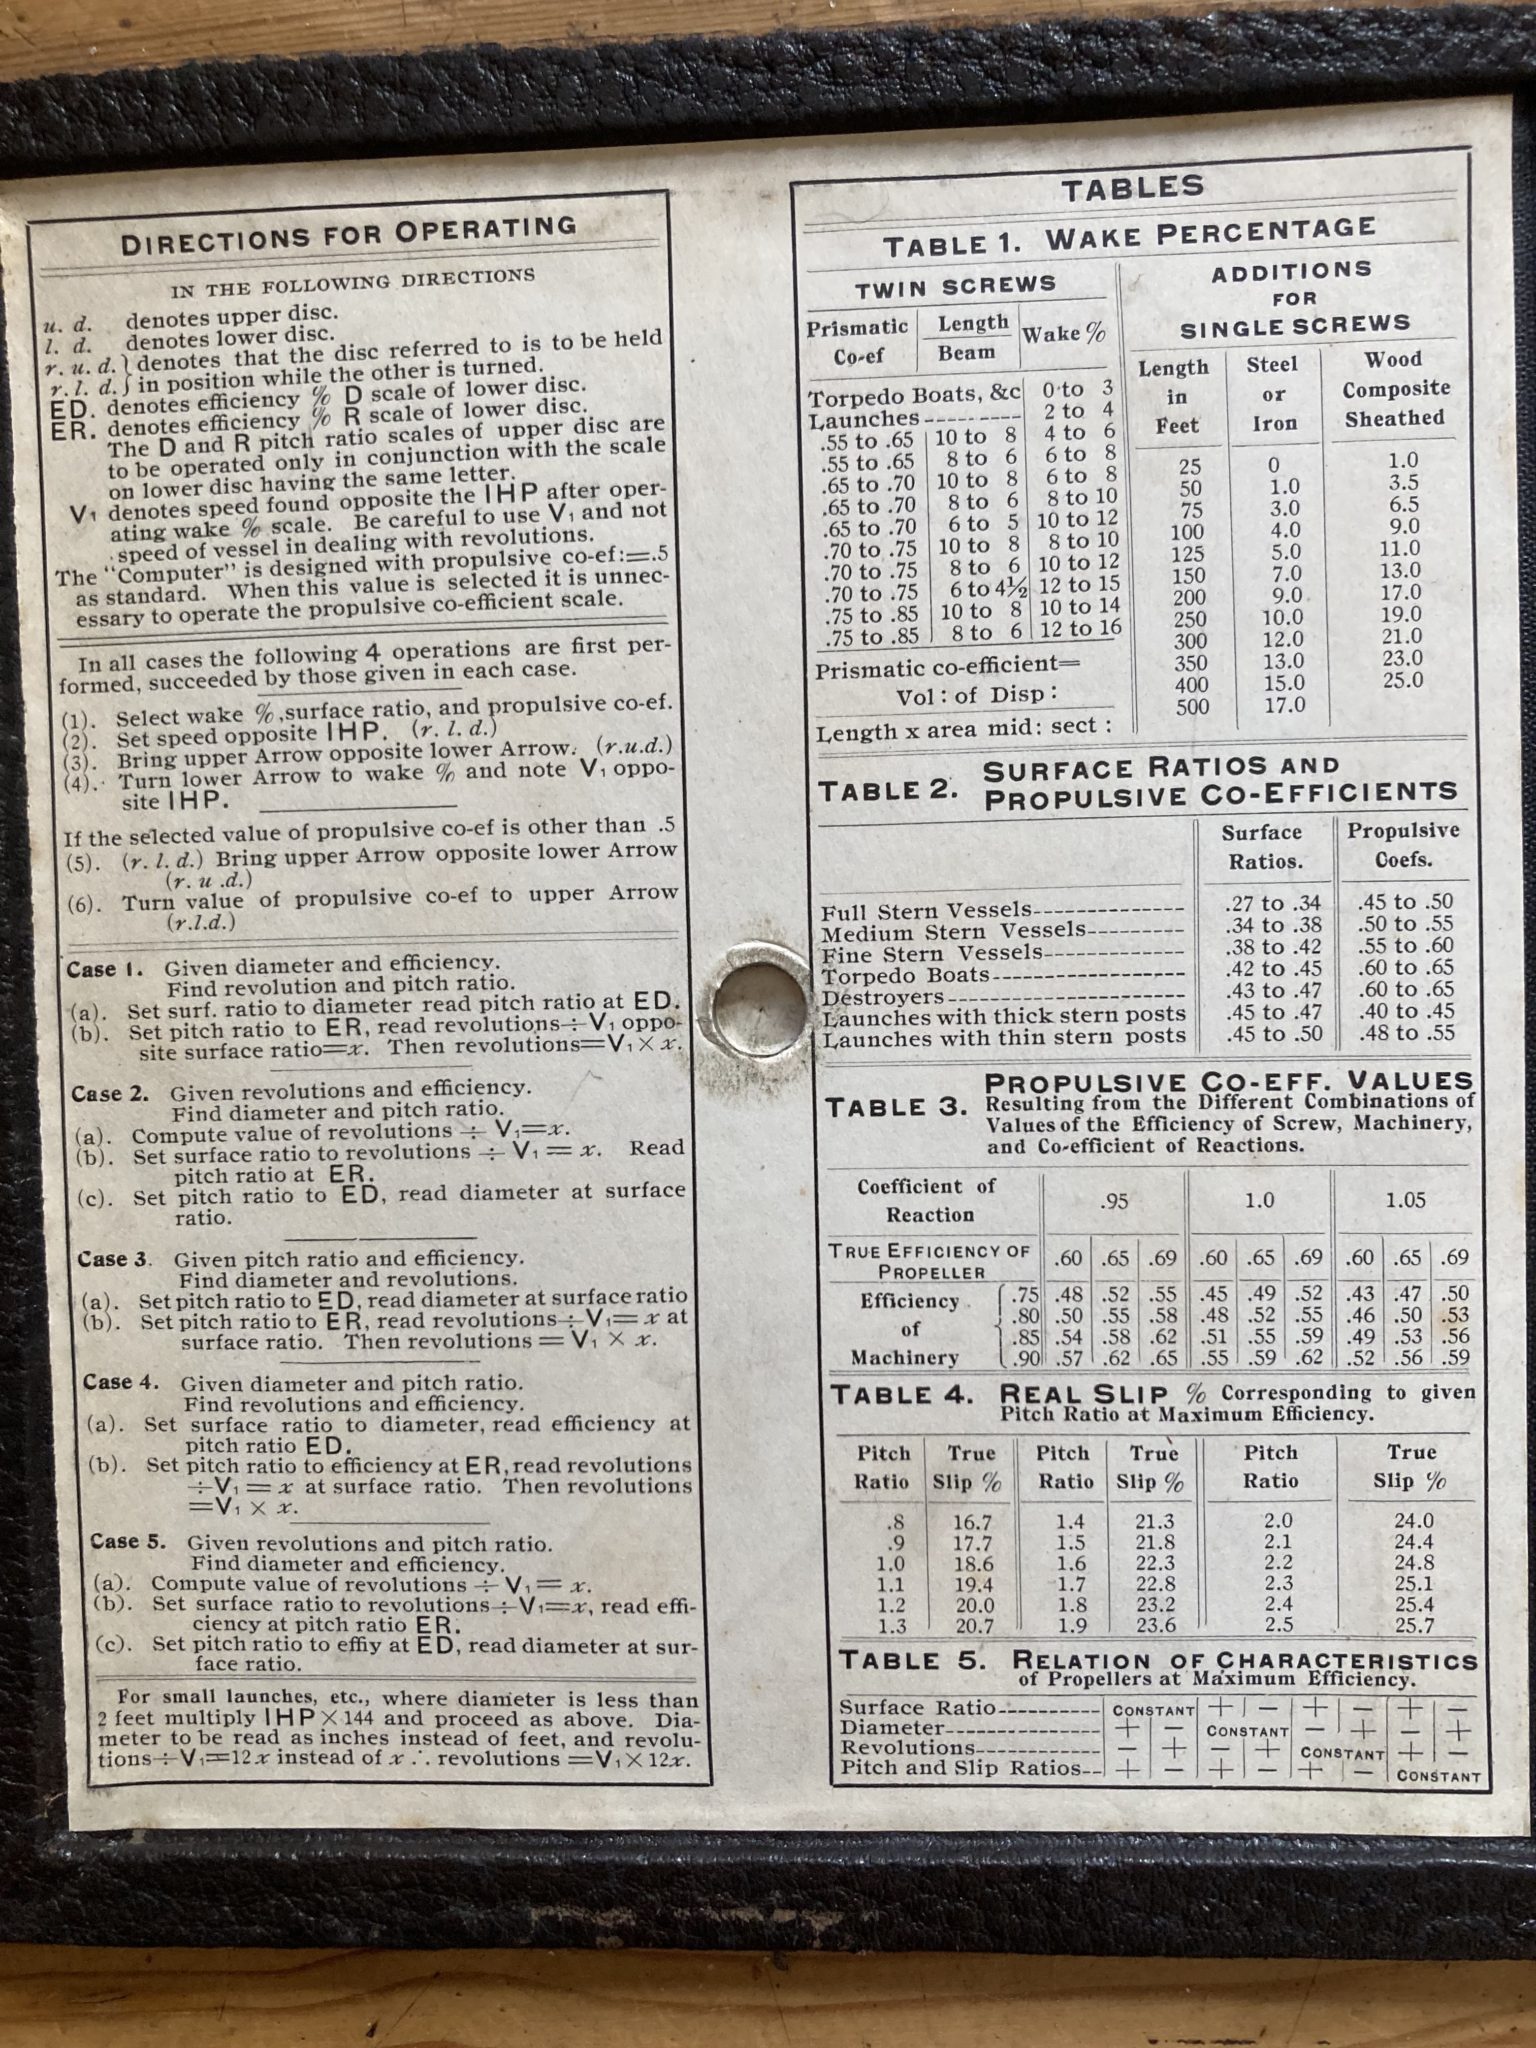 DIRECTIONS FOR OPERATING
IN THE FOLLOWING DIRECTIONS
u. d. denotes upper disc.
l. d. denotes lower disc.
r. u. d. } denotes that the disc referred to is to be held
r. l. d. } in position while the other is turned.
ED. denotes efficiency % D scale of lower disc.
ER. denotes efficiency % R scale of lower disc.
The D and R pitch ratio scales of upper disc are
to be operated only in conjunction with the scale
on lower disc having the same letter.
V₁ denotes speed found opposite the IHP after oper-
ating wake % scale. Be careful to use V₁ and not
speed of vessel in dealing with revolutions.
The "Computer" is designed with propulsive co-ef:=.5
as standard. When this value is selected it is unnec-
essary to operate the propulsive co-efficient scale.
In all cases the following 4 operations are first per-
formed, succeeded by those given in each case.
(1). Select wake %, surface ratio, and propulsive co-ef.
(2). Set speed opposite IHP. (r. l. d.)
(3). Bring upper Arrow opposite lower Arrow. (r.u.d.)
(4). Turn lower Arrow to wake % and note V₁ oppo-
site IHP.
If the selected value of propulsive co-ef is other than .5
(5). (r. l. d.) Bring upper Arrow opposite lower Arrow
(r. u .d.)
(6). Turn value of propulsive co-ef to upper Arrow
(r.l.d.)
Case 1. Given diameter and efficiency.
Find revolution and pitch ratio.
(a). Set surf. ratio to diameter read pitch ratio at ED.
(b). Set pitch ratio to ER, read revolutions÷V₁ oppo-
site surface ratio=x. Then revolutions=V₁×x.
Case 2. Given revolutions and efficiency.
Find diameter and pitch ratio.
(a). Compute value of revolutions ÷ V₁=x.
(b). Set surface ratio to revolutions ÷ V₁ = x. Read
pitch ratio at ER.
(c). Set pitch ratio to ED, read diameter at surface
ratio.
Case 3. Given pitch ratio and efficiency.
Find diameter and revolutions.
(a). Set pitch ratio to ED, read diameter at surface ratio
(b). Set pitch ratio to ER, read revolutions÷V₁= x at
surface ratio. Then revolutions = V₁ × x.
Case 4. Given diameter and pitch ratio.
Find revolutions and efficiency.
(a). Set surface ratio to diameter, read efficiency at
pitch ratio ED.
(b). Set pitch ratio to efficiency at ER, read revolutions
÷V₁ = x at surface ratio. Then revolutions
=V₁ × x.
Case 5. Given revolutions and pitch ratio.
Find diameter and efficiency.
(a). Compute value of revolutions ÷ V₁ = x.
(b). Set surface ratio to revolutions÷V₁=x, read effi-
ciency at pitch ratio ER.
(c). Set pitch ratio to effiy at ED, read diameter at sur-
face ratio.
For small launches, etc., where diameter is less than
2 feet multiply IHP×144 and proceed as above. Dia-
meter to be read as inches instead of feet, and revolu-
tions÷V₁=12x instead of x ∴ revolutions =V₁×12x.
TABLES
TABLE 1. WAKE PERCENTAGE
TWIN SCREWS
Prismatic Co-ef | Length / Beam | Wake %
Torpedo Boats, &c 0 to 3
Launches 2 to 4
.55 to .65 10 to 8 4 to 6
.55 to .65 8 to 6 6 to 8
.65 to .70 10 to 8 6 to 8
.65 to .70 8 to 6 8 to 10
.65 to .70 6 to 5 10 to 12
.70 to .75 10 to 8 8 to 10
.70 to .75 8 to 6 10 to 12
.70 to .75 6 to 4½ 12 to 15
.75 to .85 10 to 8 10 to 14
.75 to .85 8 to 6 12 to 16
Prismatic co-efficient=
Vol: of Disp:
Length x area mid: sect:
ADDITIONS
FOR
SINGLE SCREWS
Length in Feet | Steel or Iron | Wood Composite Sheathed
25 0 1.0
50 1.0 3.5
75 3.0 6.5
100 4.0 9.0
125 5.0 11.0
150 7.0 13.0
200 9.0 17.0
250 10.0 19.0
300 12.0 21.0
350 13.0 23.0
400 15.0 25.0
500 17.0
TABLE 2. SURFACE RATIOS AND
PROPULSIVE CO-EFFICIENTS
Surface Ratios. | Propulsive Coefs.
Full Stern Vessels .27 to .34 .45 to .50
Medium Stern Vessels .34 to .38 .50 to .55
Fine Stern Vessels .38 to .42 .55 to .60
Torpedo Boats .42 to .45 .60 to .65
Destroyers .43 to .47 .60 to .65
Launches with thick stern posts .45 to .47 .40 to .45
Launches with thin stern posts .45 to .50 .48 to .55
TABLE 3. PROPULSIVE CO-EFF. VALUES
Resulting from the Different Combinations of
Values of the Efficiency of Screw, Machinery,
and Co-efficient of Reactions.
Coefficient of Reaction .95 1.0 1.05
TRUE EFFICIENCY OF PROPELLER .60 .65 .69 .60 .65 .69 .60 .65 .69
Efficiency of Machinery
.75 .48 .52 .55 .45 .49 .52 .43 .47 .50
.80 .50 .55 .58 .48 .52 .55 .46 .50 .53
.85 .54 .58 .62 .51 .55 .59 .49 .53 .56
.90 .57 .62 .65 .55 .59 .62 .52 .56 .59
TABLE 4. REAL SLIP % Corresponding to given
Pitch Ratio at Maximum Efficiency.
Pitch Ratio | True Slip % | Pitch Ratio | True Slip % | Pitch Ratio | True Slip %
.8 16.7 1.4 21.3 2.0 24.0
.9 17.7 1.5 21.8 2.1 24.4
1.0 18.6 1.6 22.3 2.2 24.8
1.1 19.4 1.7 22.8 2.3 25.1
1.2 20.0 1.8 23.2 2.4 25.4
1.3 20.7 1.9 23.6 2.5 25.7
TABLE 5. RELATION OF CHARACTERISTICS
of Propellers at Maximum Efficiency.
Surface Ratio CONSTANT + − + − + −
Diameter + − CONSTANT − + − +
Revolutions − + − + CONSTANT + −
Pitch and Slip Ratios + − + − + − CONSTANT